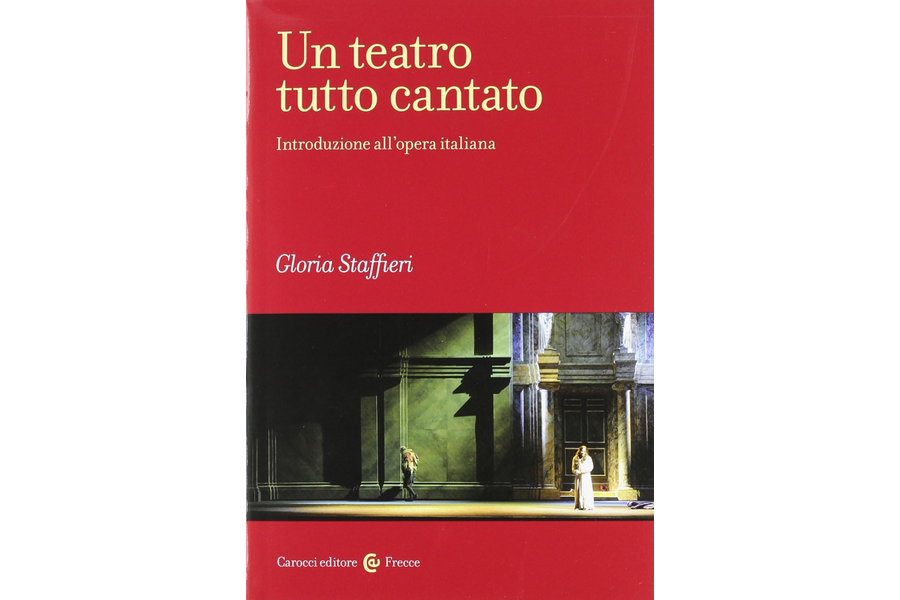 Un teatro
tutto cantato
Introduzione all'opera italiana
Gloria Staffieri
Carocci editore Frecce